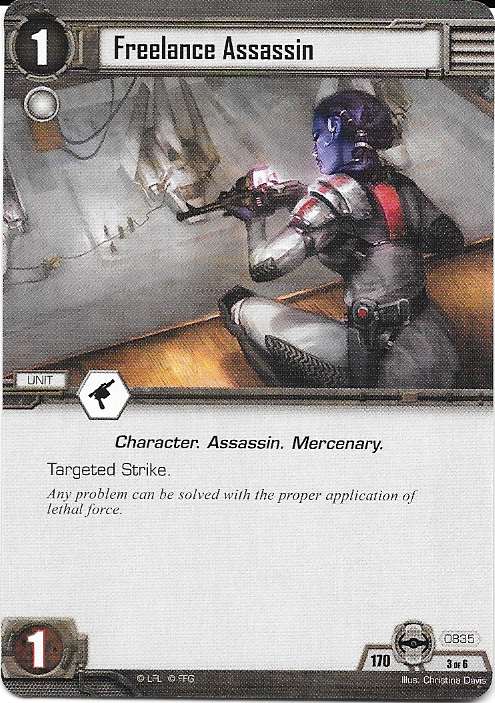 1
Freelance Assassin
UNIT
Character. Assassin. Mercenary.
Targeted Strike.
Any problem can be solved with the proper application of
lethal force.
1
170
0835
3 OF 6
© LFL © FFG
Illus: Christina Davis